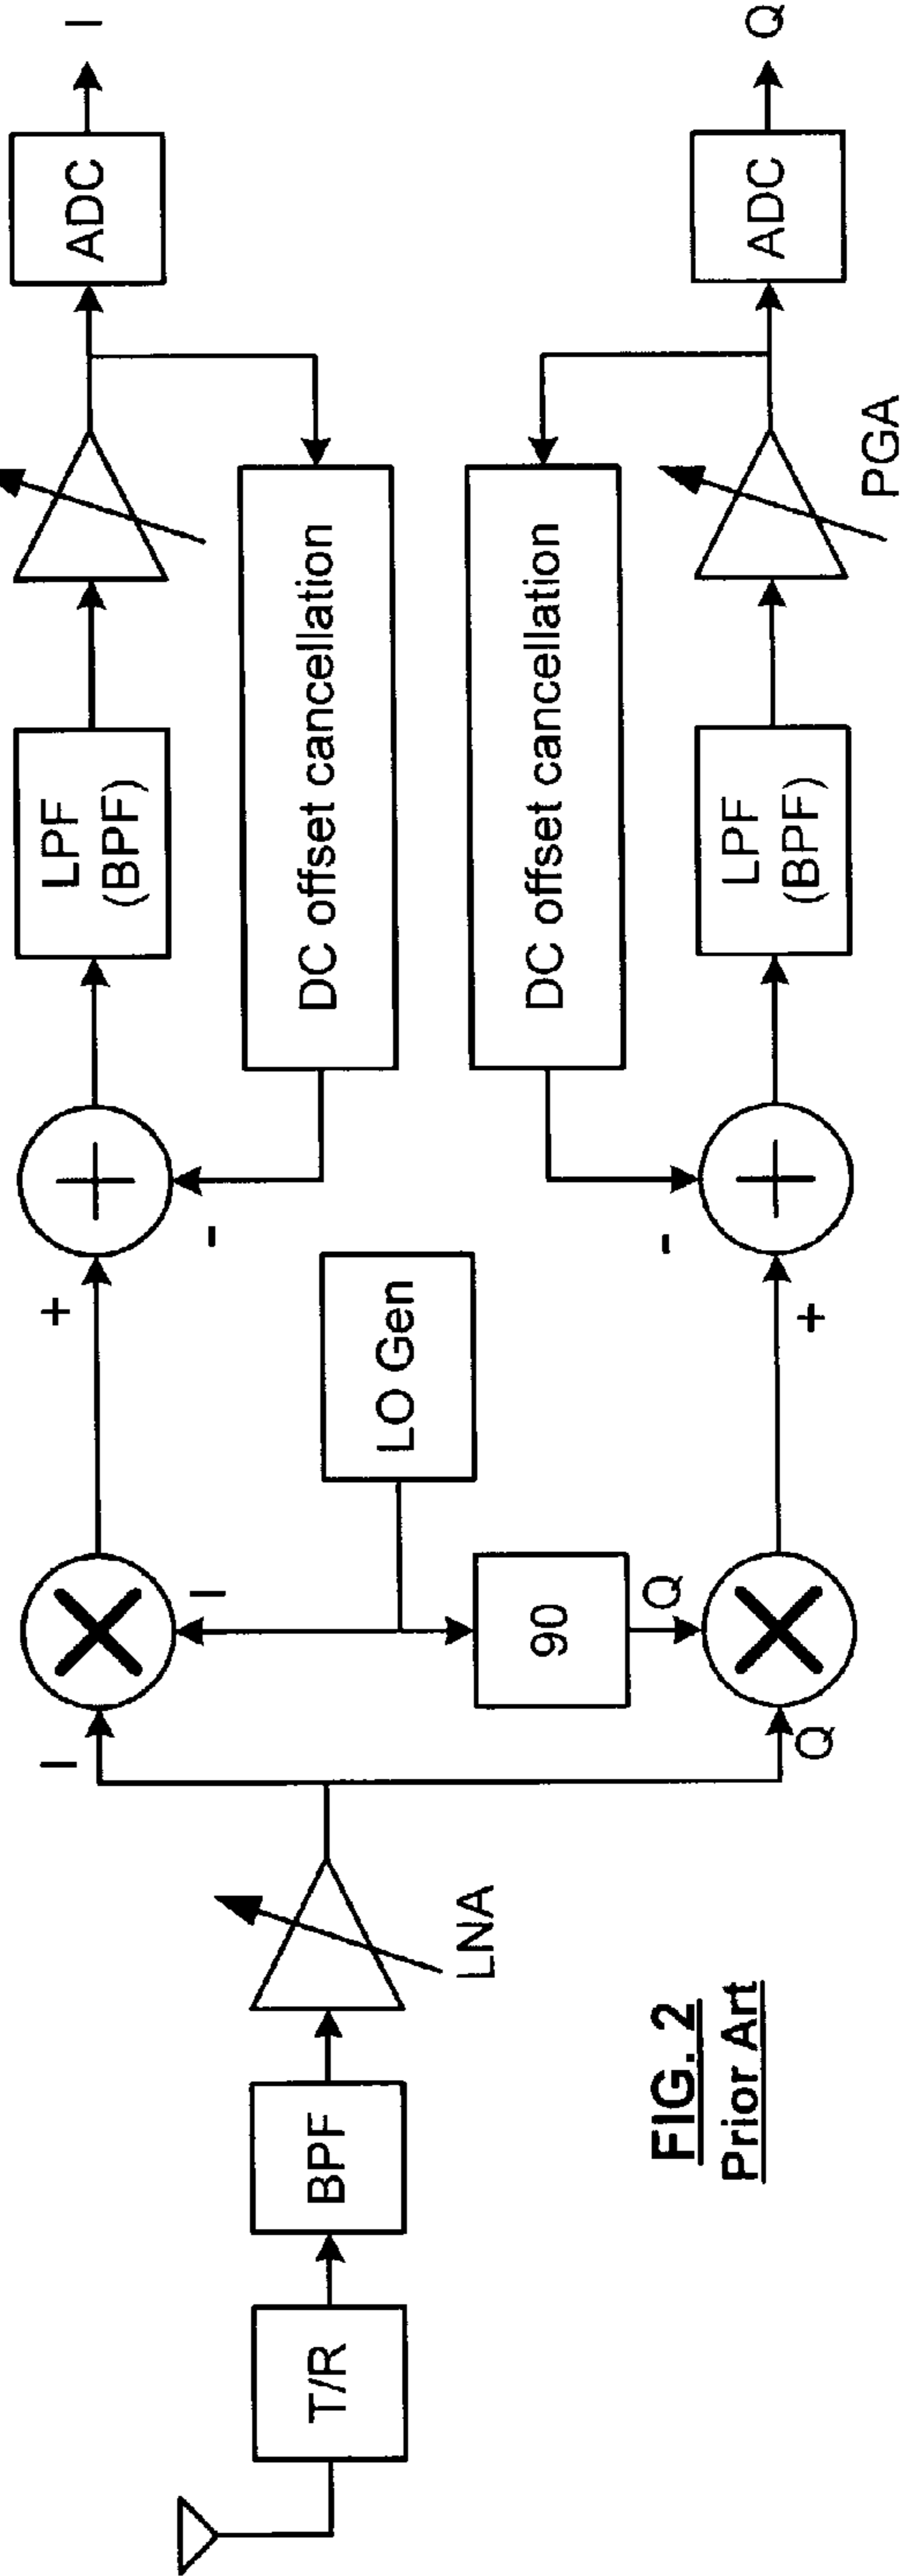 T/R
BPF
LNA
I
Q
I
90
Q
LO Gen
+
-
+
-
LPF
(BPF)
DC offset cancellation
DC offset cancellation
LPF
(BPF)
PGA
ADC
I
ADC
Q
FIG. 2
Prior Art